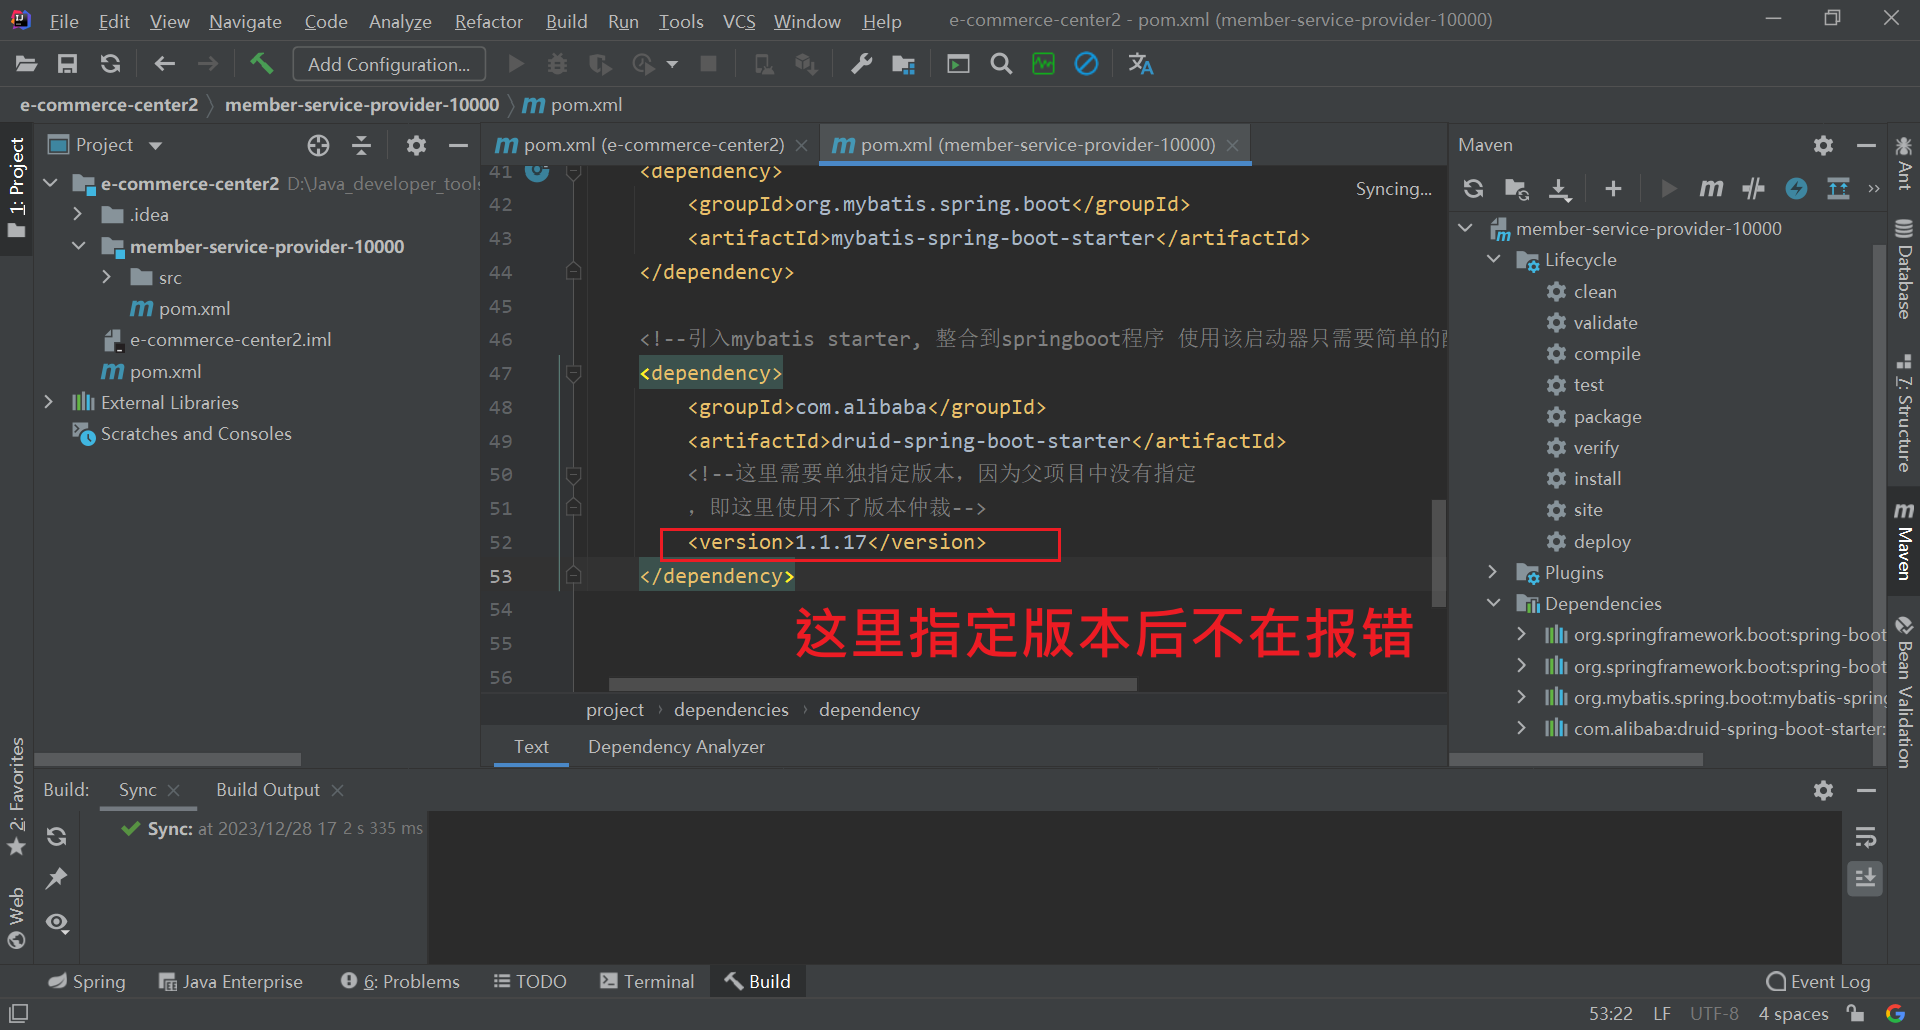 File Edit View Navigate Code Analyze Refactor Build Run Tools VCS Window Help e-commerce-center2 - pom.xml (member-service-provider-10000)
Add Configuration...
e-commerce-center2 member-service-provider-10000 pom.xml
1: Project
Project
e-commerce-center2 D:\Java_developer_tools
.idea
member-service-provider-10000
src
pom.xml
e-commerce-center2.iml
pom.xml
External Libraries
Scratches and Consoles
pom.xml (e-commerce-center2) pom.xml (member-service-provider-10000)
Syncing...
41 <dependency>
42 <groupId>org.mybatis.spring.boot</groupId>
43 <artifactId>mybatis-spring-boot-starter</artifactId>
44 </dependency>
45
46 <!--引入mybatis starter, 整合到springboot程序 使用该启动器只需要简单的
47 <dependency>
48 <groupId>com.alibaba</groupId>
49 <artifactId>druid-spring-boot-starter</artifactId>
50 <!--这里需要单独指定版本，因为父项目中没有指定
51 ，即这里使用不了版本仲裁-->
52 <version>1.1.17</version>
53 </dependency>
54
55
56
这里指定版本后不在报错
project › dependencies › dependency
Text Dependency Analyzer
Maven
member-service-provider-10000
Lifecycle
clean
validate
compile
test
package
verify
install
site
deploy
Plugins
Dependencies
org.springframework.boot:spring-boot
org.springframework.boot:spring-boot
org.mybatis.spring.boot:mybatis-spring
com.alibaba:druid-spring-boot-starter:
Ant
Database
7: Structure
Maven
Bean Validation
2: Favorites
Web
Build: Sync Build Output
Sync: at 2023/12/28 17 2 s 335 ms
Spring Java Enterprise 6: Problems TODO Terminal Build Event Log
53:22 LF UTF-8 4 spaces